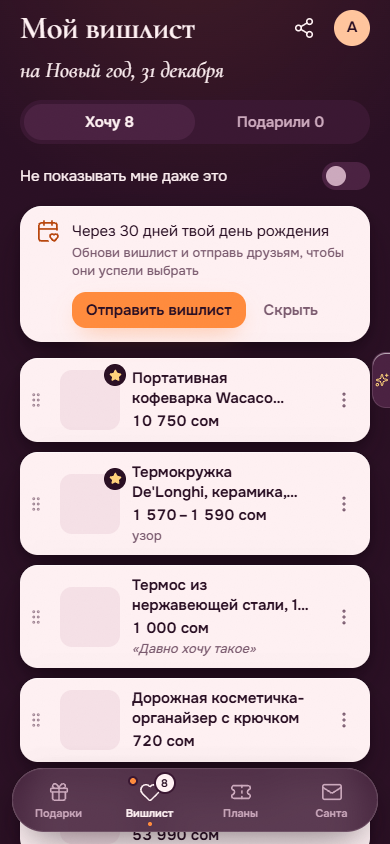 Мой вишлист
А
на Новый год, 31 декабря
Хочу 8
Подарили 0
Не показывать мне даже это
Через 30 дней твой день рождения
Обнови вишлист и отправь друзьям, чтобы
они успели выбрать
Отправить вишлист
Скрыть
Портативная
кофеварка Wacaco...
10 750 сом
Термокружка
De'Longhi, керамика,...
1 570 – 1 590 сом
узор
Термос из
нержавеющей стали, 1...
1 000 сом
«Давно хочу такое»
Дорожная косметичка-
органайзер с крючком
720 сом
8
Подарки
Вишлист
Планы
Санта
53 990 сом